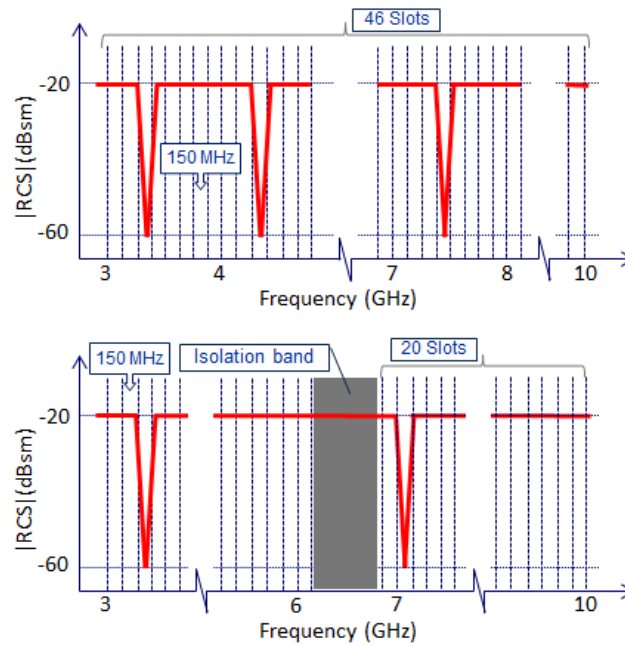 46 Slots
-20
|RCS|(dBsm)
150 MHz
-60
3 4 7 8 10
Frequency (GHz)
Isolation band
150 MHz
20 Slots
-20
|RCS|(dBsm)
-60
3 6 7 10
Frequency (GHz)